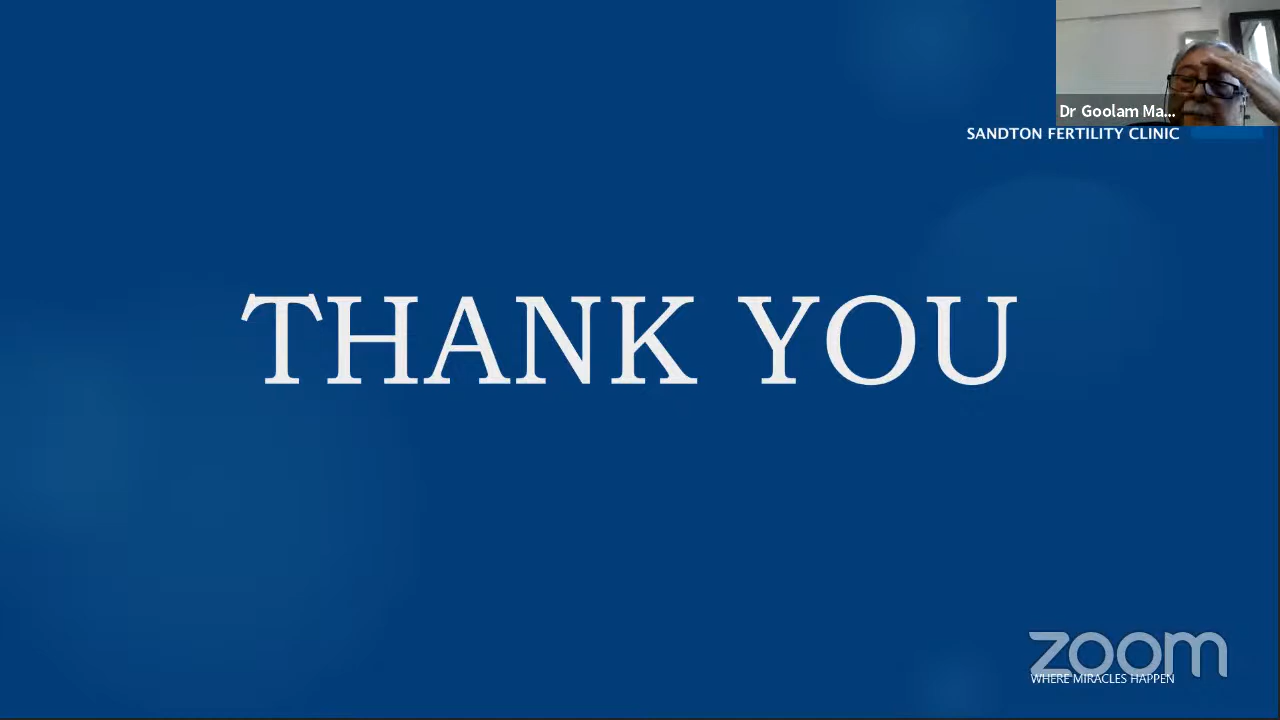 Dr Goolam Ma...
SANDTON FERTILITY CLINIC
THANK YOU
zoom
WHERE MIRACLES HAPPEN